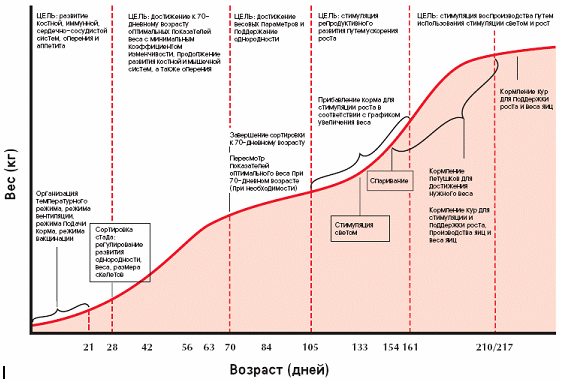 ЦЕЛЬ: развитие
костной, иммунной,
сердечно-сосудистой
систем, оперения и
аппетита
ЦЕЛЬ: достижение к 70-
дневному возрасту
оптимальных показателей
веса с минимальным
коэффициентом
изменчивости, продолжение
развития костной и мышечной
систем, а также оперения
ЦЕЛЬ: достижение
весовых параметров и
поддержание
однородности
ЦЕЛЬ: стимуляция
репродуктивного
развития путем ускорения
роста
ЦЕЛЬ: стимуляция воспроизводства путем
использования стимуляции светом и рост
Кормление кур
для поддержки
роста и веса яиц
Прибавление корма для
стимуляции роста в
соответствии с графиком
увеличения веса
Завершение сортировки
к 70-дневному возрасту
Пересмотр
показателей
оптимального веса при
70-дневном возрасте
(при необходимости)
Организация
температурного
режима, режима
вентиляции,
режима подачи
корма, режима
вакцинации
Сортировка
стада:
регулирование
развития
однородности,
веса, размера
скелетов
Спаривание
Стимуляция
светом
Кормление
петушков для
достижения
нужного веса
Кормление кур для
стимуляции и
поддержки роста,
производства яиц и
веса яиц
Вес (кг)
21 28 42 56 63 70 84 105 133 154 161 210/217
Возраст (дней)